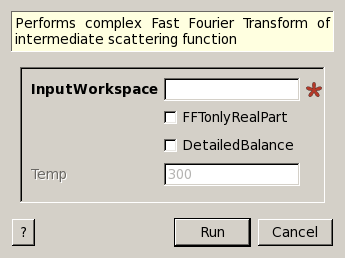 Performs complex Fast Fourier Transform of
intermediate scattering function
InputWorkspace *
FFTonlyRealPart
DetailedBalance
Temp 300
? Run Cancel